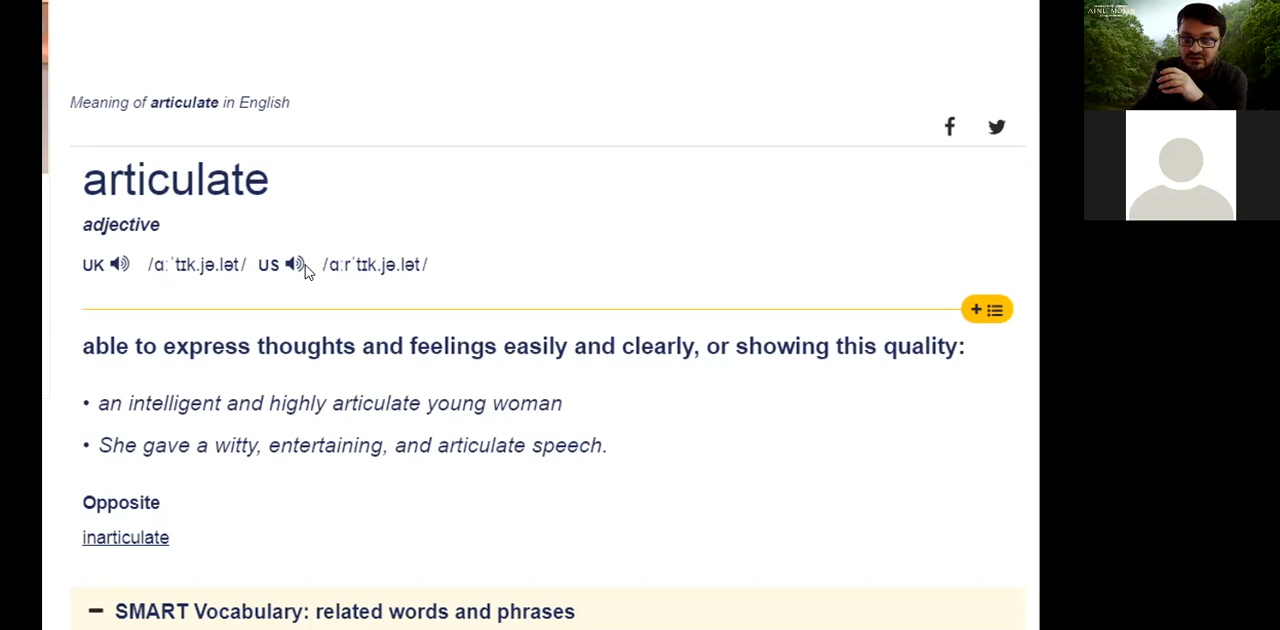 Meaning of articulate in English
articulate
adjective
UK /ɑːˈtɪk.jə.lət/ US /ɑːrˈtɪk.jə.lət/
able to express thoughts and feelings easily and clearly, or showing this quality:
• an intelligent and highly articulate young woman
• She gave a witty, entertaining, and articulate speech.
Opposite
inarticulate
SMART Vocabulary: related words and phrases